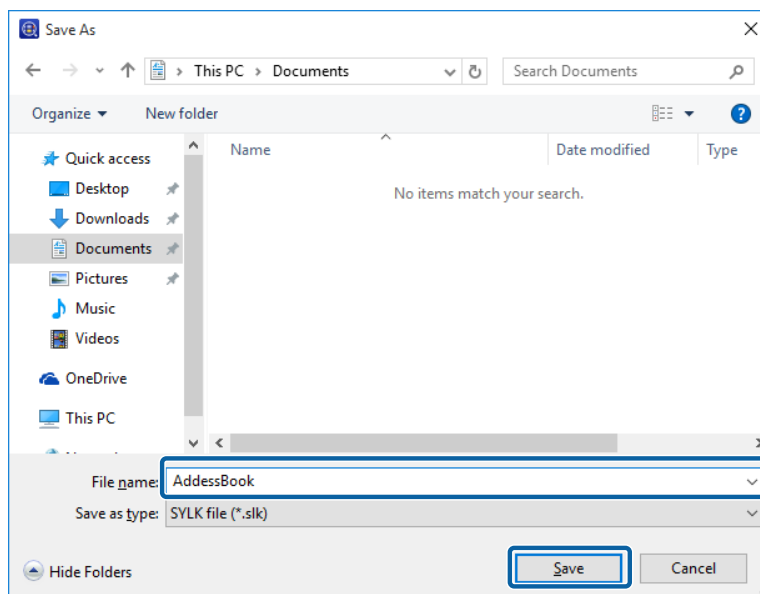 Save As
This PC > Documents
Search Documents
Organize
New folder
?
Name
Date modified
Type
No items match your search.
Quick access
Desktop
Downloads
Documents
Pictures
Music
Videos
OneDrive
This PC
File name:
AddessBook
Save as type:
SYLK file (*.slk)
Hide Folders
Save
Cancel